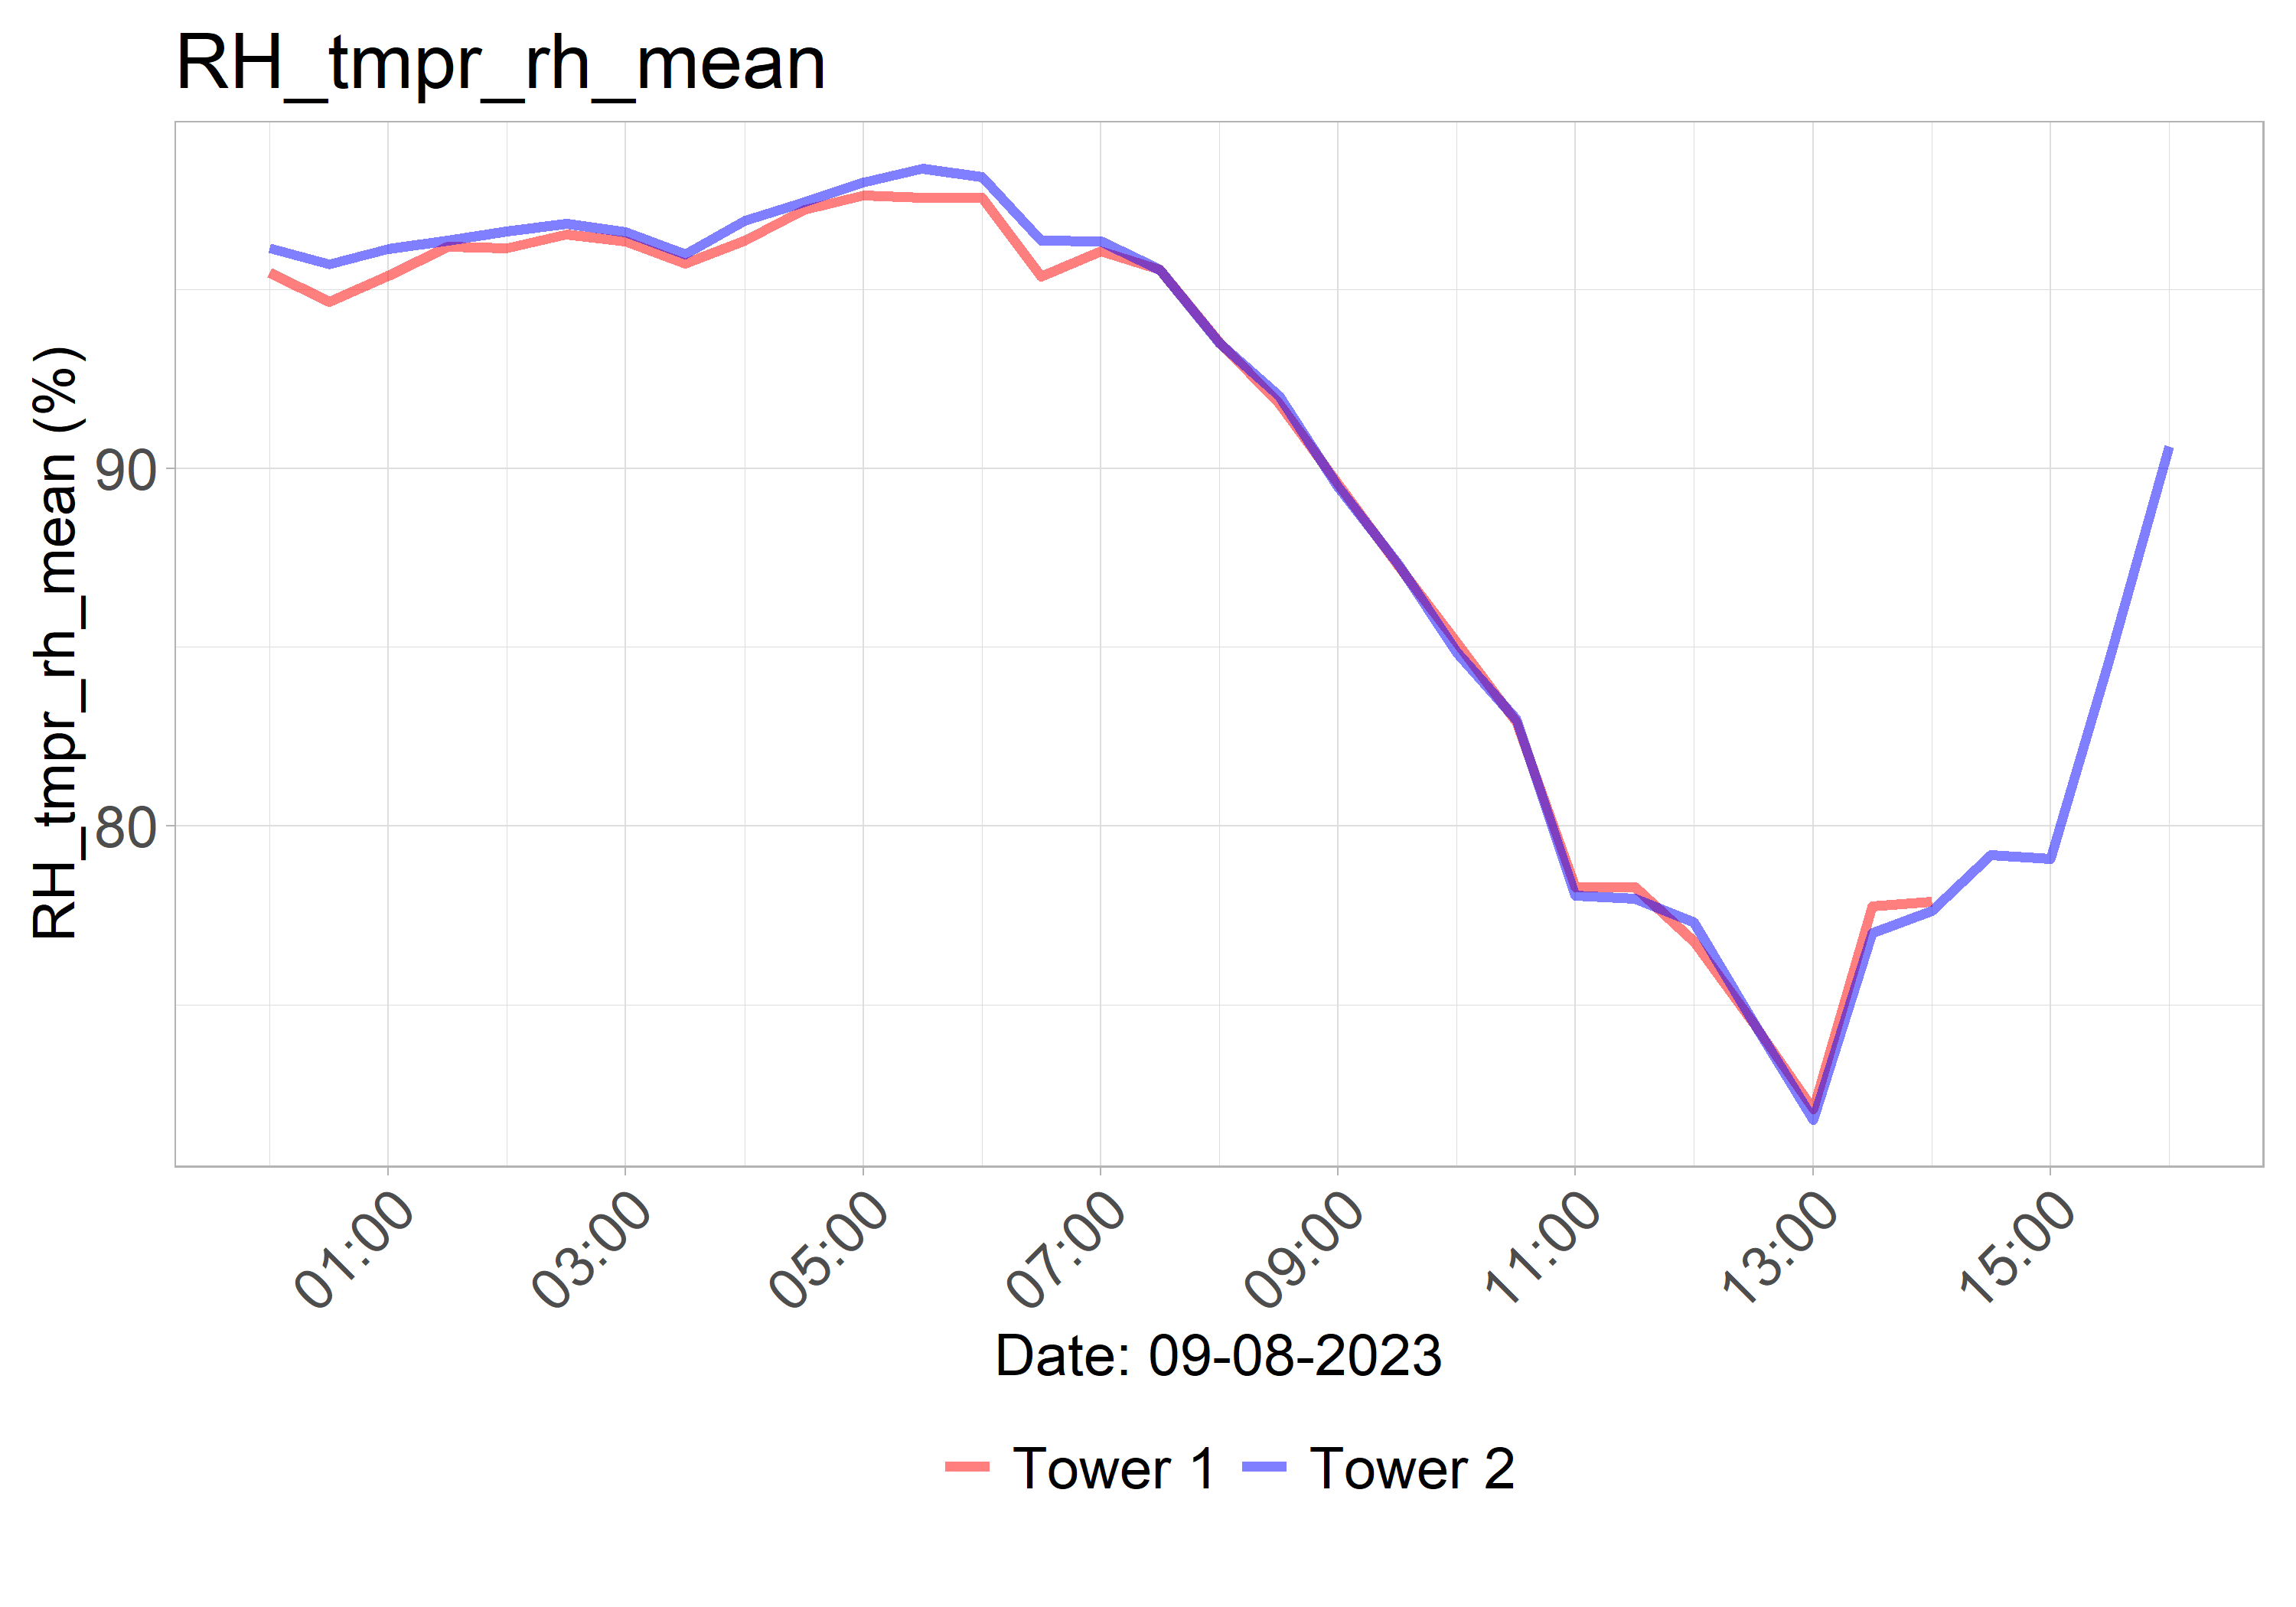 RH_tmpr_rh_mean
RH_tmpr_rh_mean (%)
90
80
01:00
03:00
05:00
07:00
09:00
11:00
13:00
15:00
Date: 09-08-2023
Tower 1
Tower 2